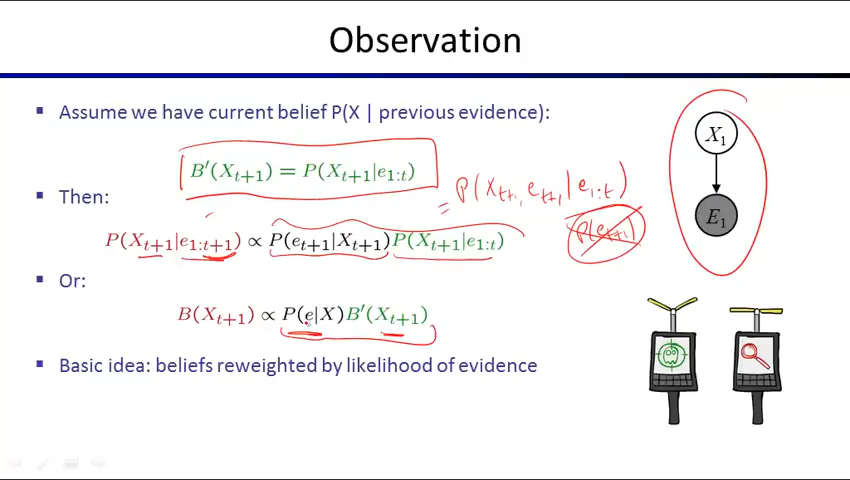 Observation
▪ Assume we have current belief P(X | previous evidence):
B′(X_{t+1}) = P(X_{t+1}|e_{1:t})
= P(X_{t+1}, e_{t+1} | e_{1:t})
▪ Then:
P(e_{t+1})
P(X_{t+1}|e_{1:t+1}) ∝ P(e_{t+1}|X_{t+1})P(X_{t+1}|e_{1:t})
▪ Or:
B(X_{t+1}) ∝ P(e|X)B′(X_{t+1})
▪ Basic idea: beliefs reweighted by likelihood of evidence
X_1
E_1